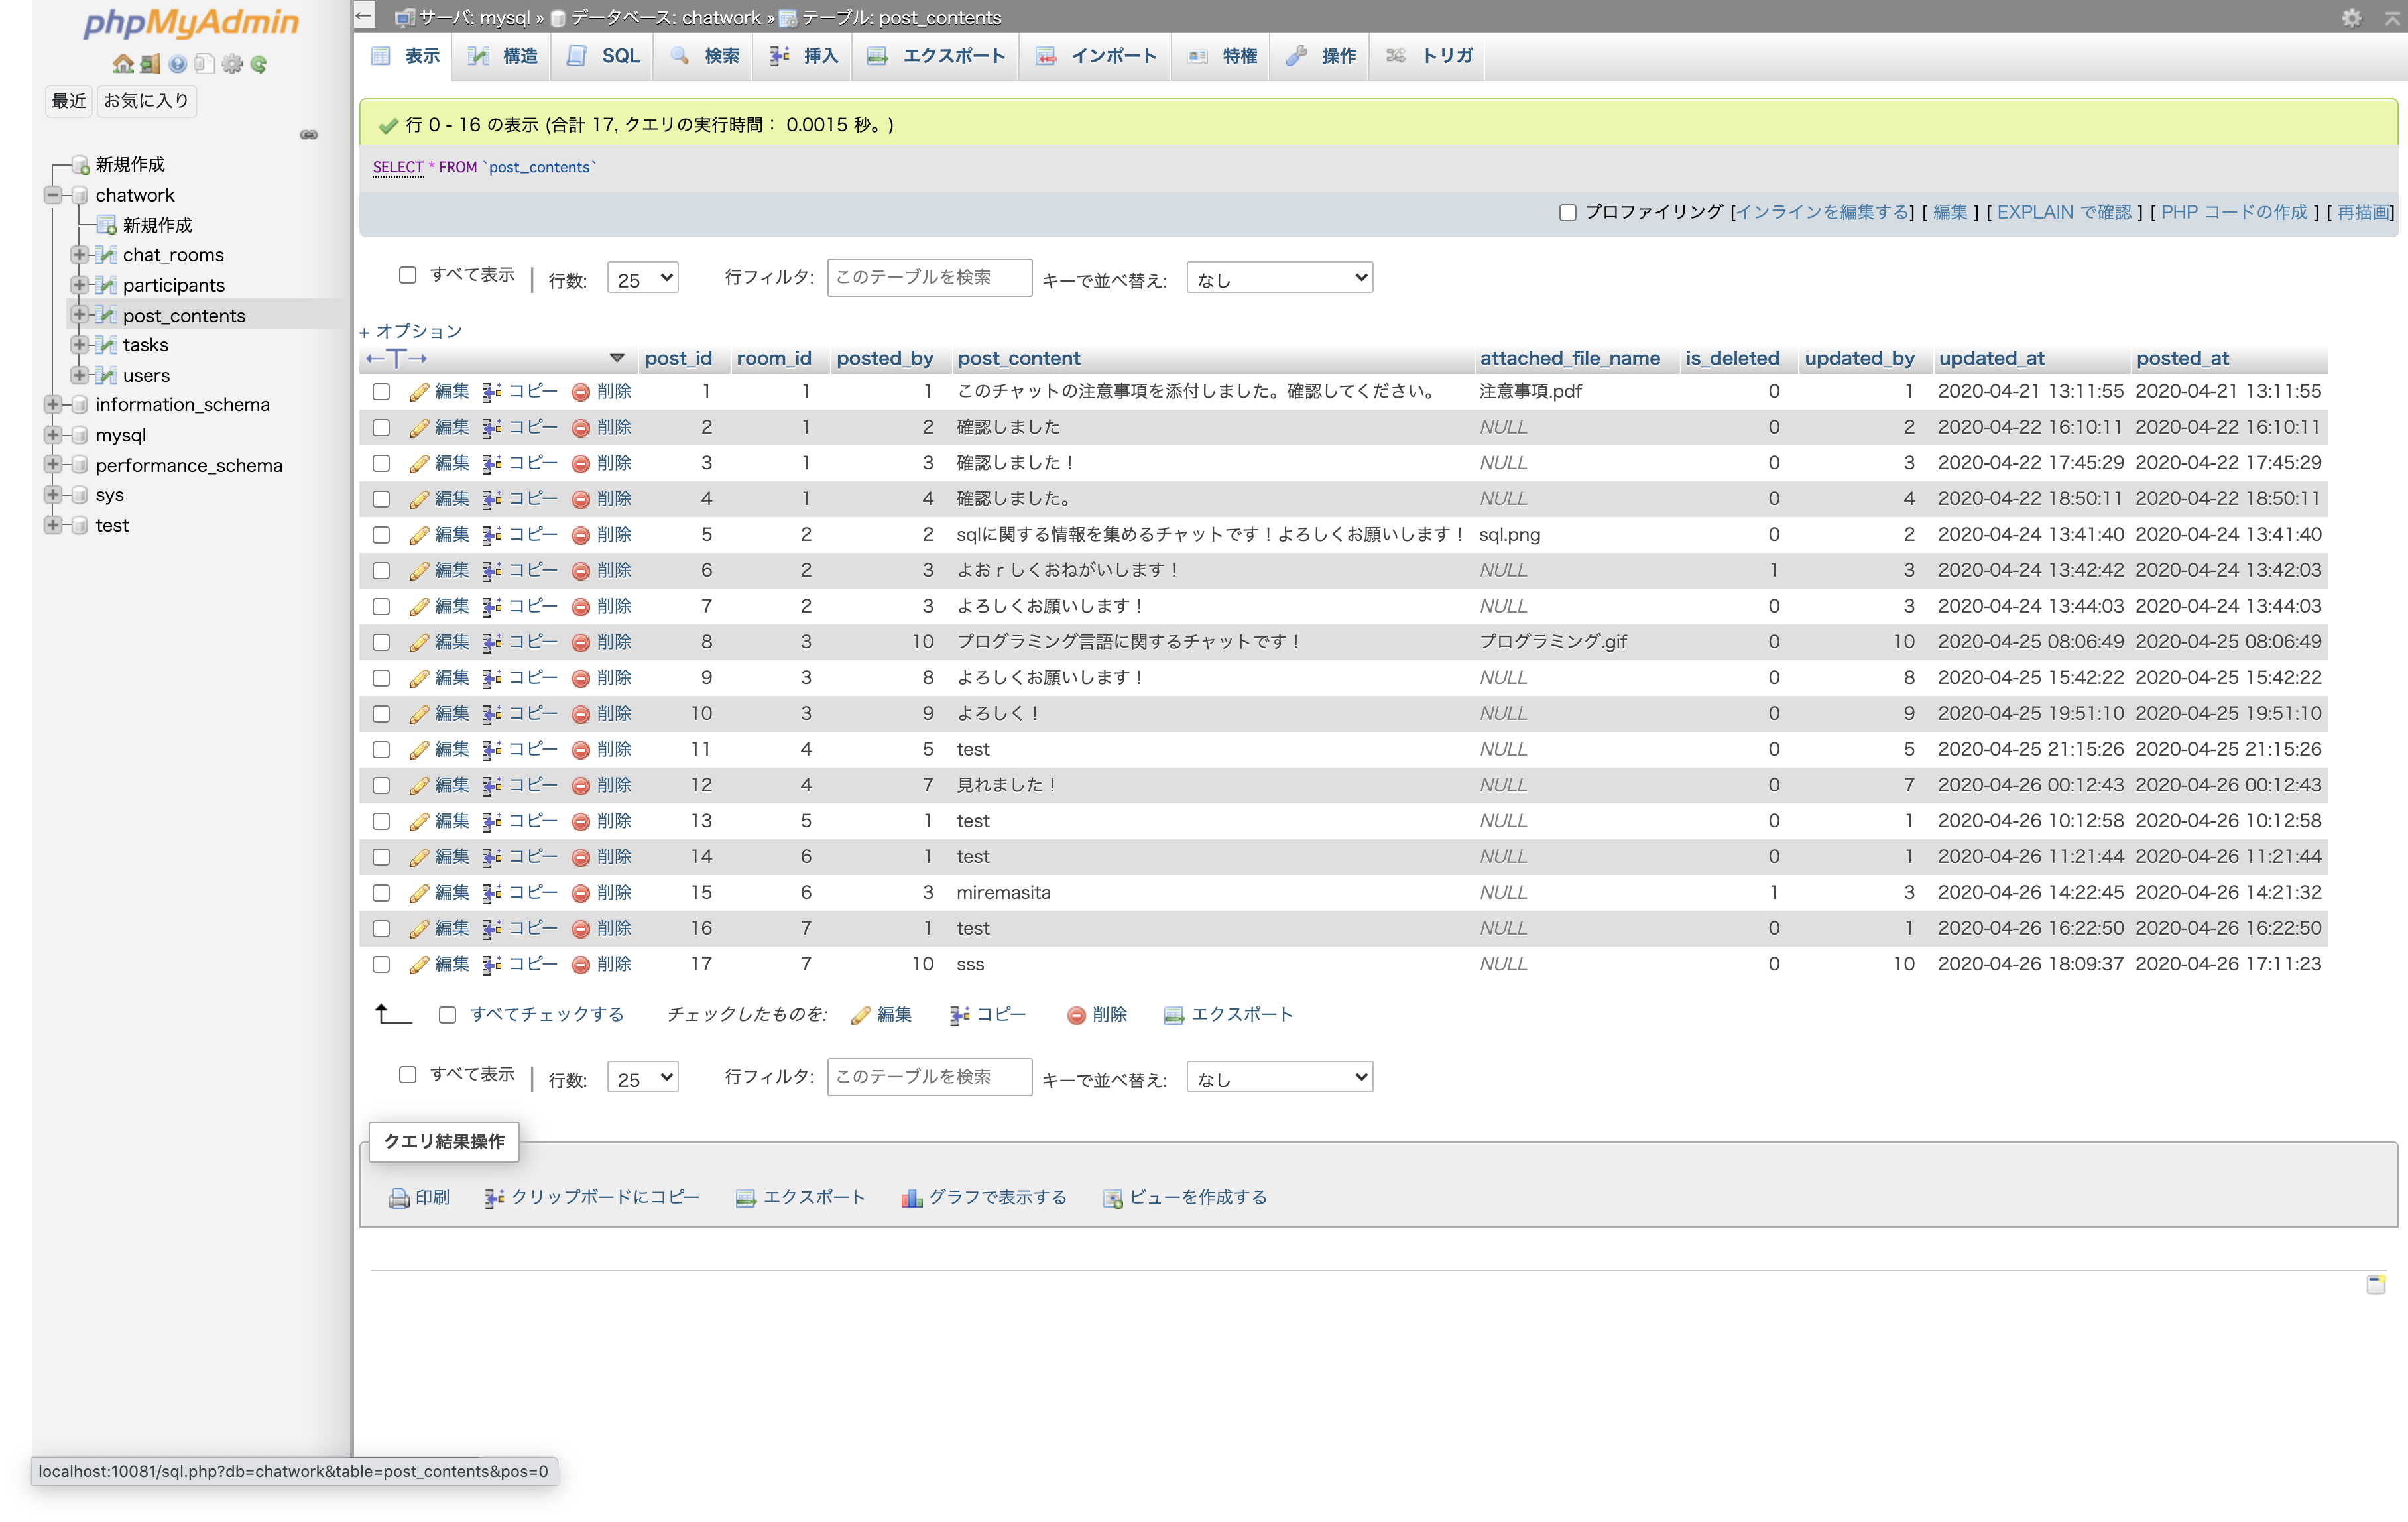 phpMyAdmin
最近 お気に入り
新規作成
chatwork
新規作成
chat_rooms
participants
post_contents
tasks
users
information_schema
mysql
performance_schema
sys
test
サーバ: mysql » データベース: chatwork » テーブル: post_contents
表示 構造 SQL 検索 挿入 エクスポート インポート 特権 操作 トリガ
行 0 - 16 の表示 (合計 17, クエリの実行時間： 0.0015 秒。)
SELECT * FROM `post_contents`
プロファイリング [インラインを編集する] [ 編集 ] [ EXPLAIN で確認 ] [ PHP コードの作成 ] [ 再描画]
すべて表示 | 行数: 25 行フィルタ: このテーブルを検索 キーで並べ替え: なし
+ オプション
←T→ post_id room_id posted_by post_content attached_file_name is_deleted updated_by updated_at posted_at
編集 コピー 削除 1 1 1 このチャットの注意事項を添付しました。確認してください。 注意事項.pdf 0 1 2020-04-21 13:11:55 2020-04-21 13:11:55
編集 コピー 削除 2 1 2 確認しました NULL 0 2 2020-04-22 16:10:11 2020-04-22 16:10:11
編集 コピー 削除 3 1 3 確認しました！ NULL 0 3 2020-04-22 17:45:29 2020-04-22 17:45:29
編集 コピー 削除 4 1 4 確認しました。 NULL 0 4 2020-04-22 18:50:11 2020-04-22 18:50:11
編集 コピー 削除 5 2 2 sqlに関する情報を集めるチャットです！よろしくお願いします！ sql.png 0 2 2020-04-24 13:41:40 2020-04-24 13:41:40
編集 コピー 削除 6 2 3 よおｒしくおねがいします！ NULL 1 3 2020-04-24 13:42:42 2020-04-24 13:42:03
編集 コピー 削除 7 2 3 よろしくお願いします！ NULL 0 3 2020-04-24 13:44:03 2020-04-24 13:44:03
編集 コピー 削除 8 3 10 プログラミング言語に関するチャットです！ プログラミング.gif 0 10 2020-04-25 08:06:49 2020-04-25 08:06:49
編集 コピー 削除 9 3 8 よろしくお願いします！ NULL 0 8 2020-04-25 15:42:22 2020-04-25 15:42:22
編集 コピー 削除 10 3 9 よろしく！ NULL 0 9 2020-04-25 19:51:10 2020-04-25 19:51:10
編集 コピー 削除 11 4 5 test NULL 0 5 2020-04-25 21:15:26 2020-04-25 21:15:26
編集 コピー 削除 12 4 7 見れました！ NULL 0 7 2020-04-26 00:12:43 2020-04-26 00:12:43
編集 コピー 削除 13 5 1 test NULL 0 1 2020-04-26 10:12:58 2020-04-26 10:12:58
編集 コピー 削除 14 6 1 test NULL 0 1 2020-04-26 11:21:44 2020-04-26 11:21:44
編集 コピー 削除 15 6 3 miremasita NULL 1 3 2020-04-26 14:22:45 2020-04-26 14:21:32
編集 コピー 削除 16 7 1 test NULL 0 1 2020-04-26 16:22:50 2020-04-26 16:22:50
編集 コピー 削除 17 7 10 sss NULL 0 10 2020-04-26 18:09:37 2020-04-26 17:11:23
すべてチェックする チェックしたものを: 編集 コピー 削除 エクスポート
すべて表示 | 行数: 25 行フィルタ: このテーブルを検索 キーで並べ替え: なし
クエリ結果操作
印刷 クリップボードにコピー エクスポート グラフで表示する ビューを作成する
localhost:10081/sql.php?db=chatwork&table=post_contents&pos=0